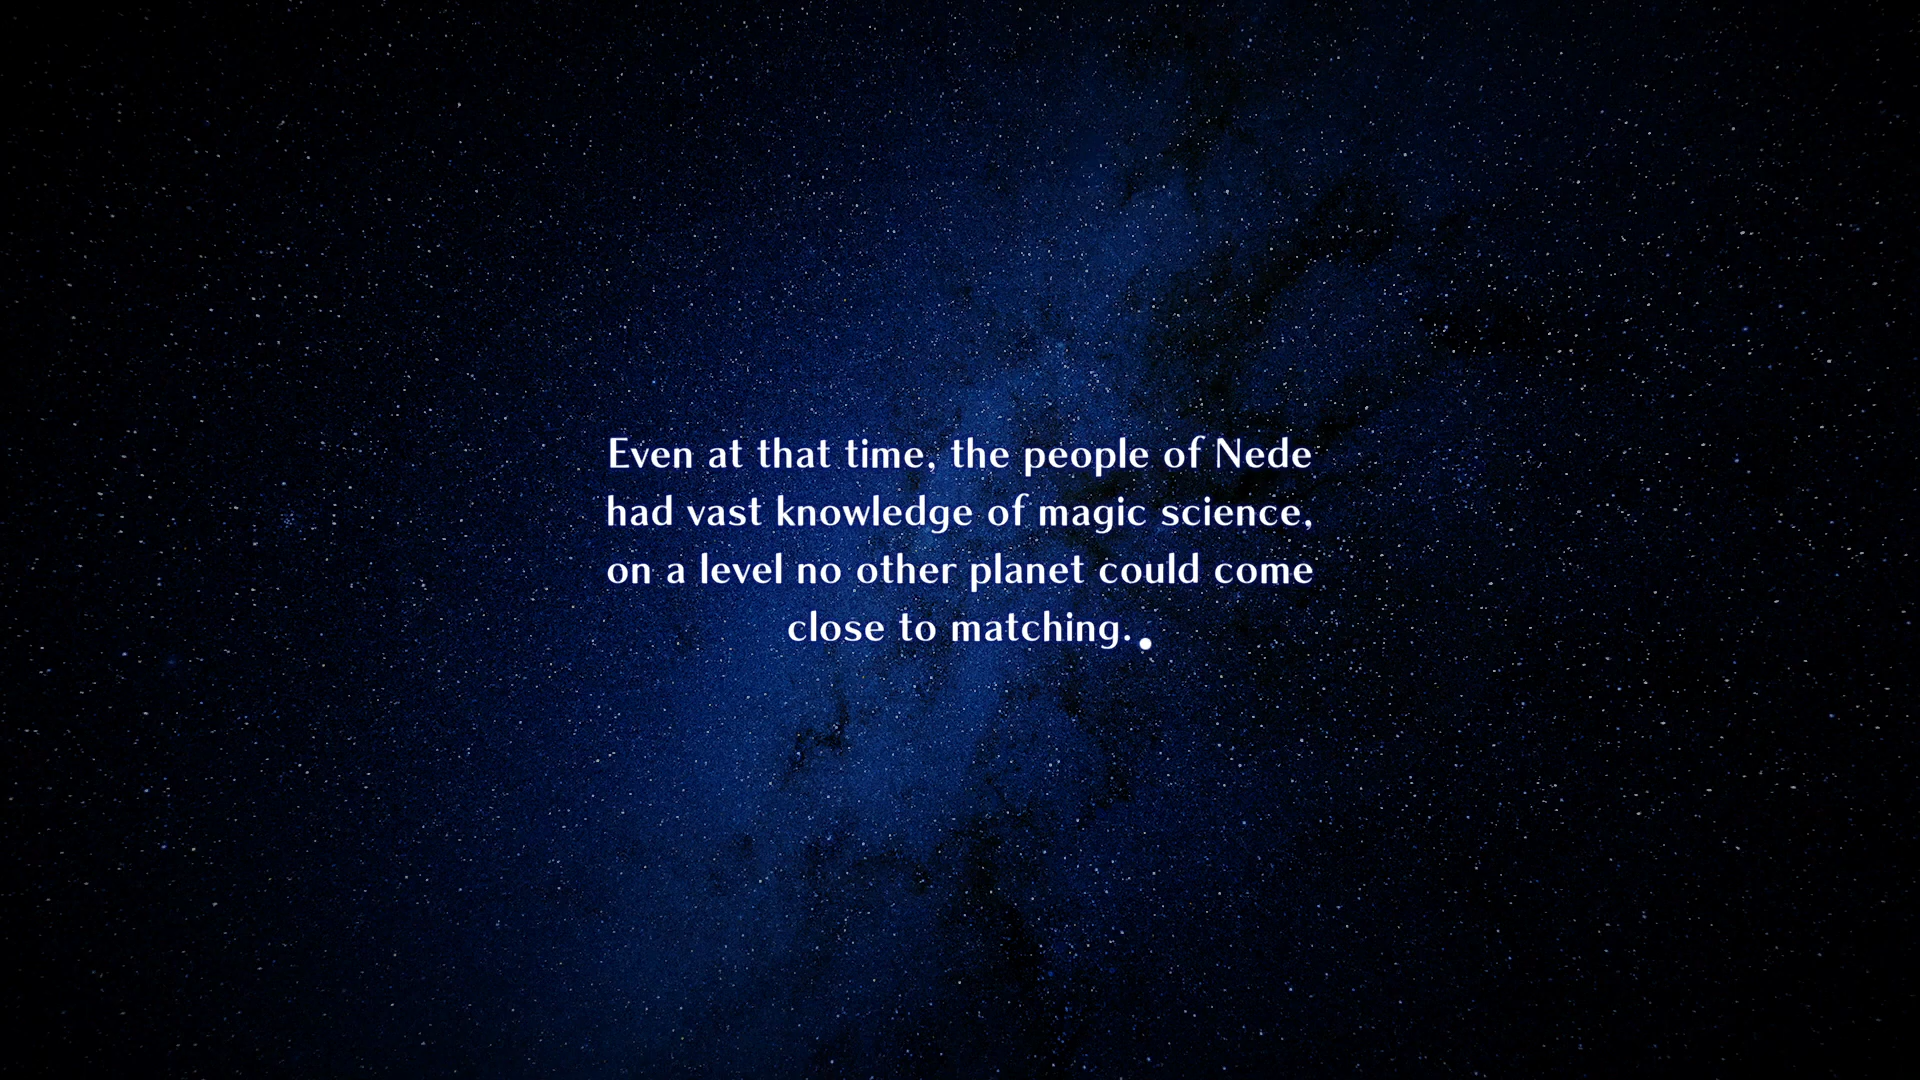 Even at that time, the people of Nede
had vast knowledge of magic science,
on a level no other planet could come
close to matching.